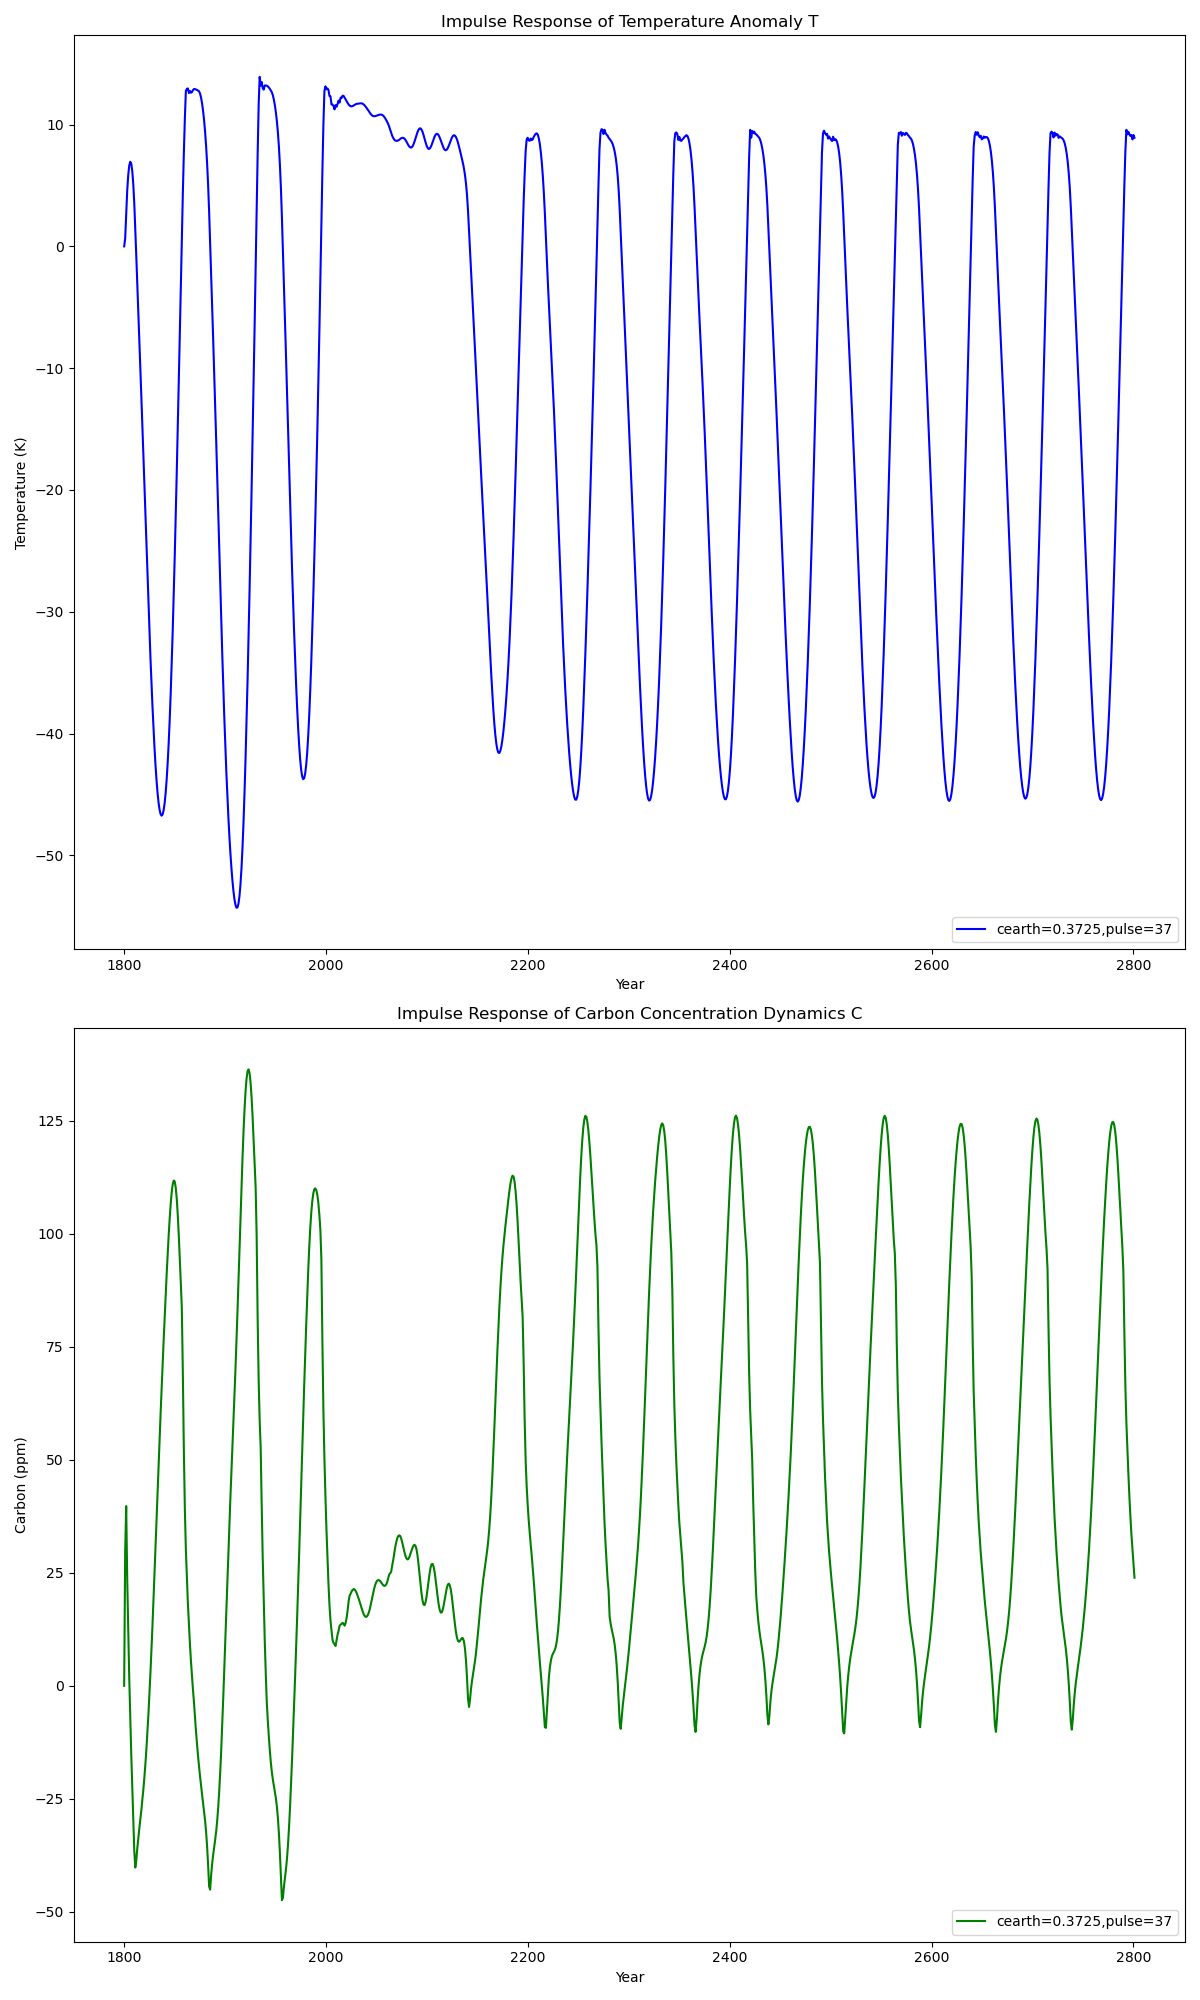 Impulse Response of Temperature Anomaly T
Temperature (K)
10
0
−10
−20
−30
−40
−50
1800 2000 2200 2400 2600 2800
Year
cearth=0.3725,pulse=37
Impulse Response of Carbon Concentration Dynamics C
Carbon (ppm)
125
100
75
50
25
0
−25
−50
1800 2000 2200 2400 2600 2800
Year
cearth=0.3725,pulse=37